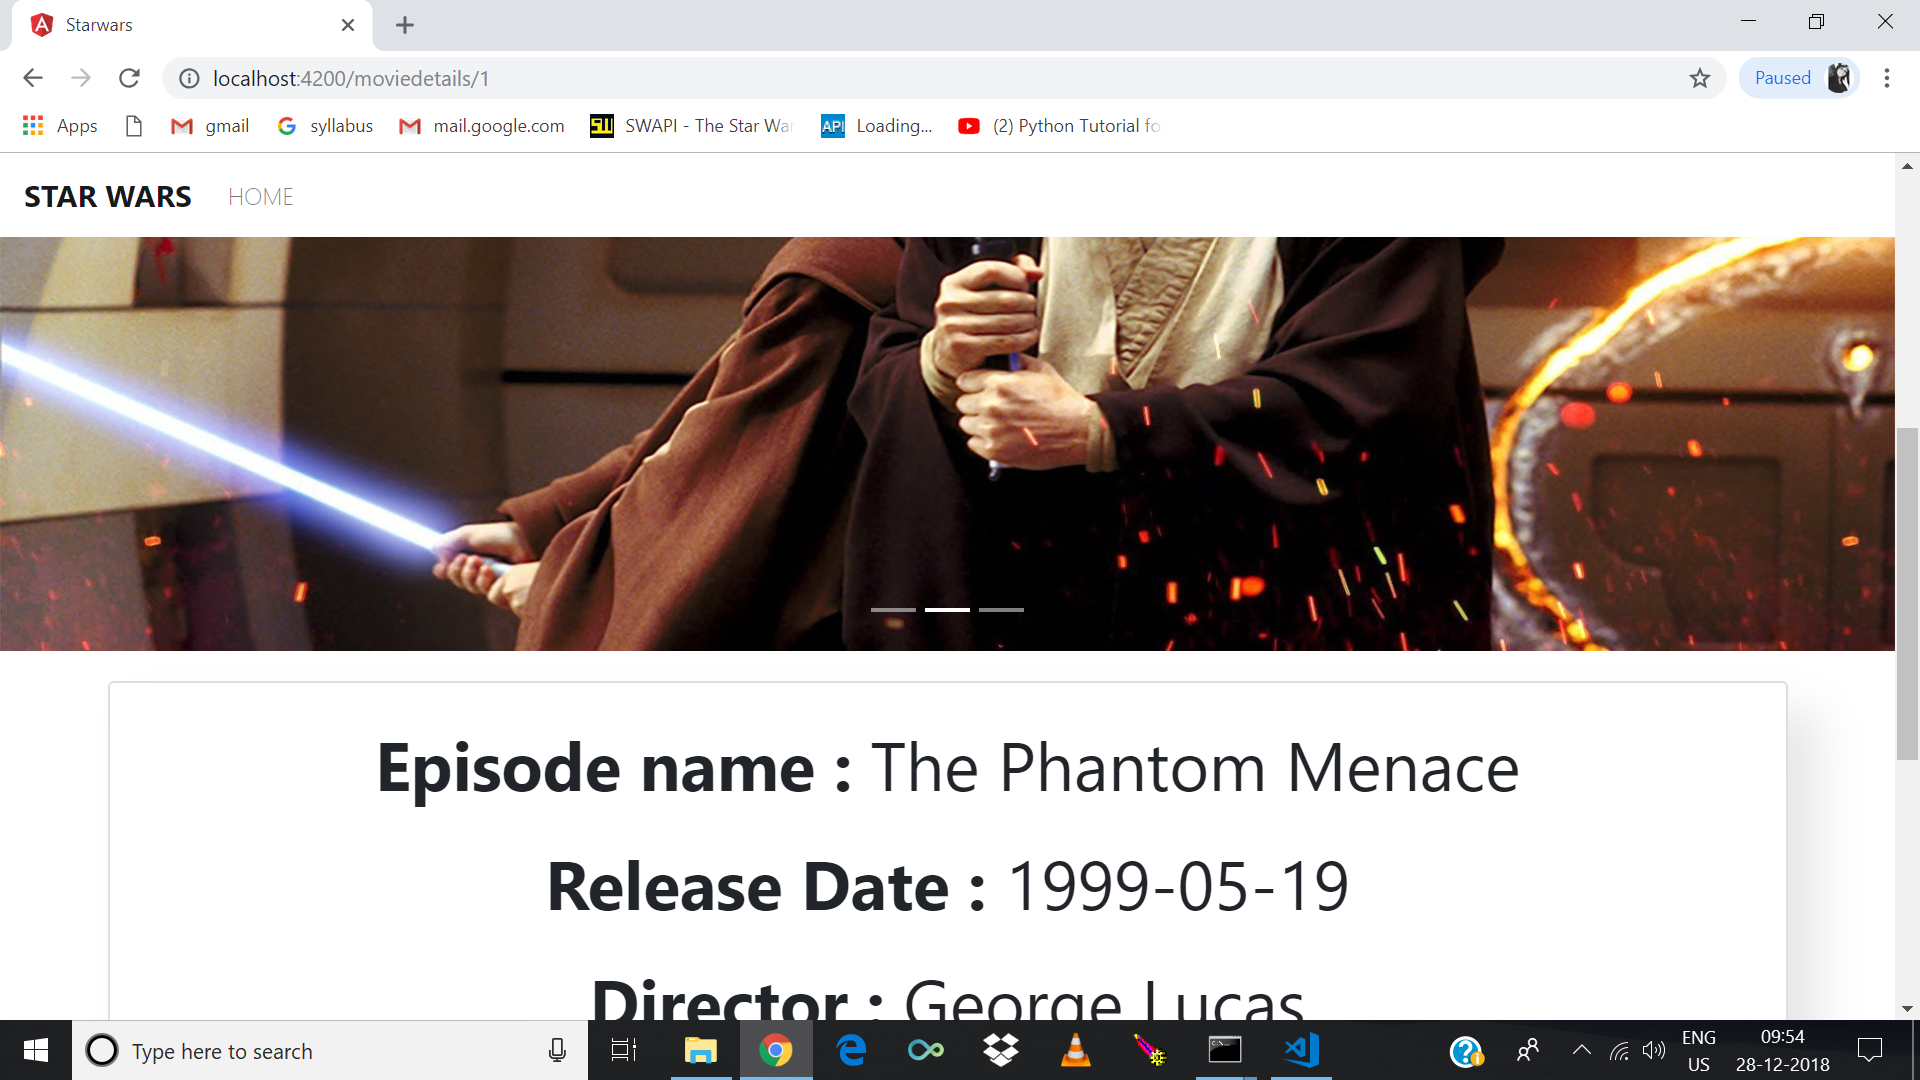 Starwars
localhost:4200/moviedetails/1
Paused
Apps
gmail
syllabus
mail.google.com
SWAPI - The Star Wa
API
Loading...
(2) Python Tutorial fo
STAR WARS
HOME
Episode name : The Phantom Menace
Release Date : 1999-05-19
Director : George Lucas
Type here to search
ENG
US
09:54
28-12-2018